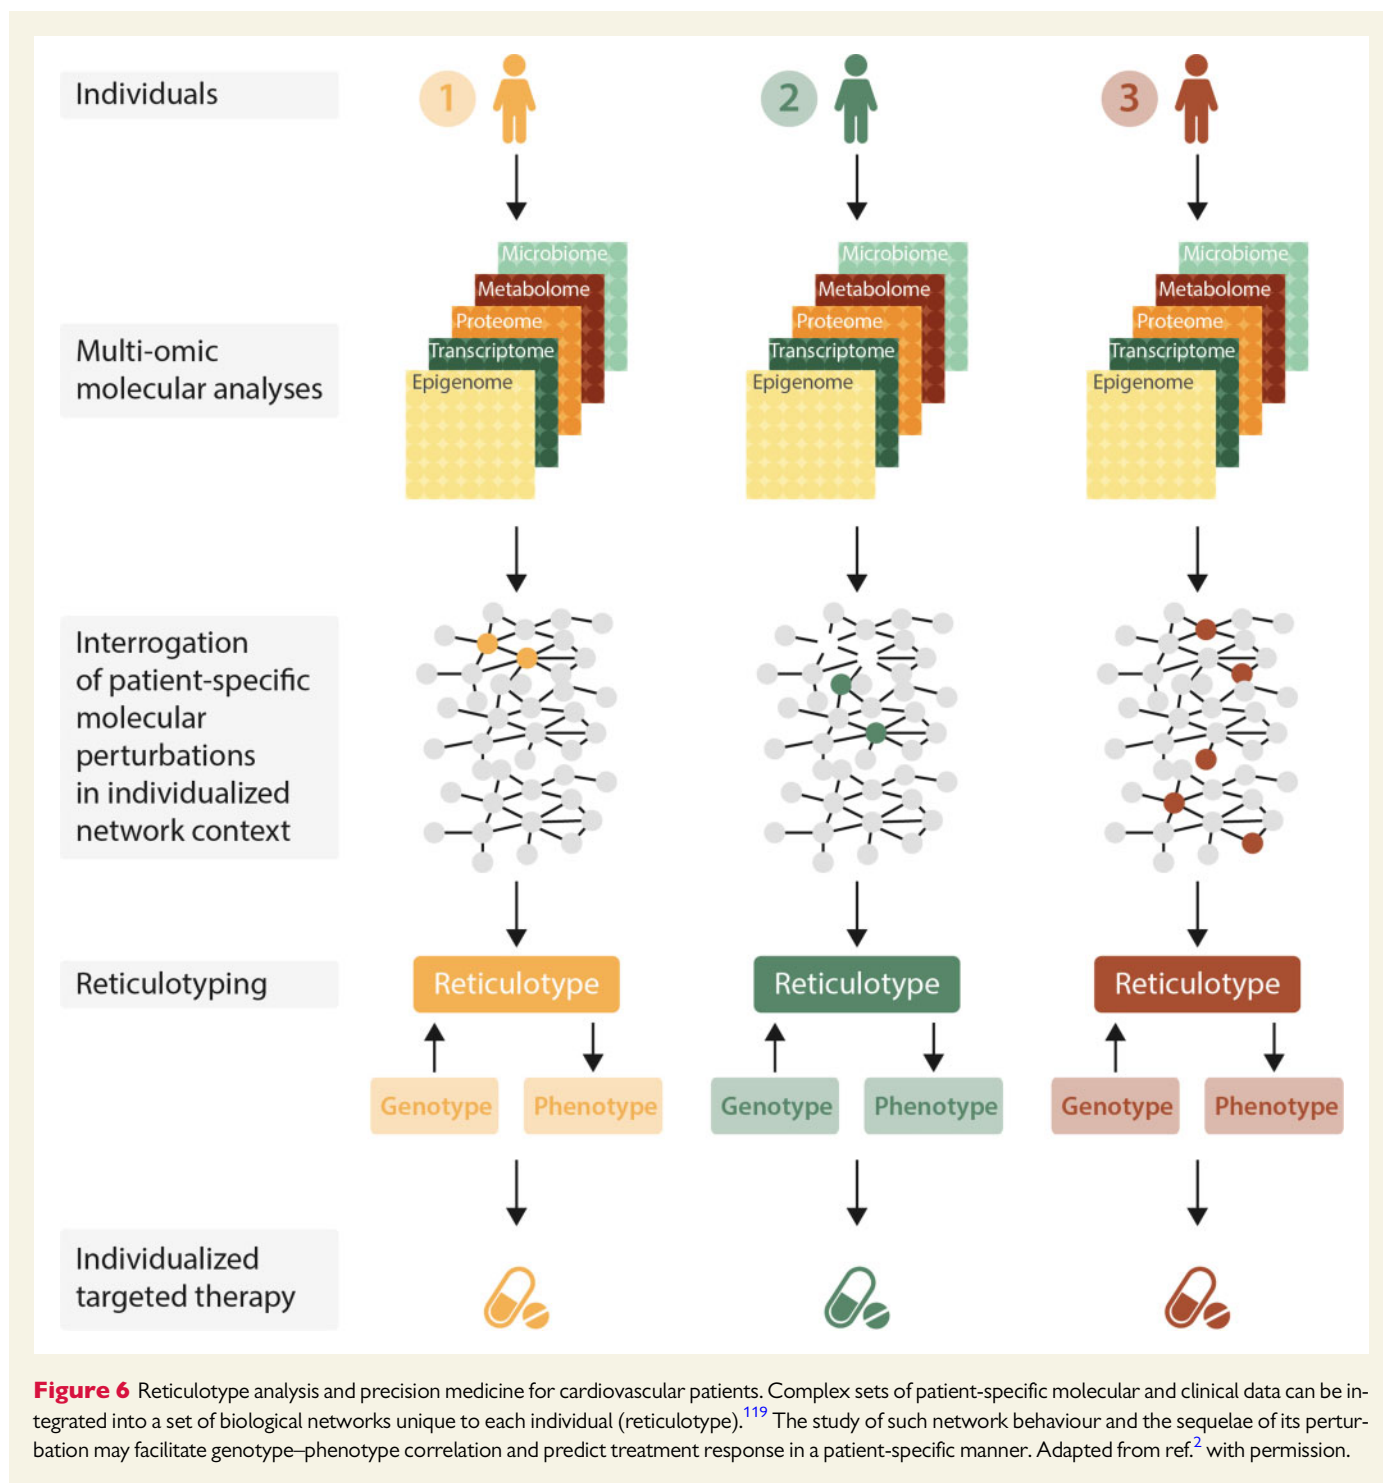 Individuals
1
2
3
Multi-omic
molecular analyses
Microbiome
Metabolome
Proteome
Transcriptome
Epigenome
Microbiome
Metabolome
Proteome
Transcriptome
Epigenome
Microbiome
Metabolome
Proteome
Transcriptome
Epigenome
Interrogation
of patient-specific
molecular
perturbations
in individualized
network context
Reticulotyping
Reticulotype
Reticulotype
Reticulotype
Genotype
Phenotype
Genotype
Phenotype
Genotype
Phenotype
Individualized
targeted therapy
Figure 6 Reticulotype analysis and precision medicine for cardiovascular patients. Complex sets of patient-specific molecular and clinical data can be in-
tegrated into a set of biological networks unique to each individual (reticulotype).119 The study of such network behaviour and the sequelae of its pertur-
bation may facilitate genotype–phenotype correlation and predict treatment response in a patient-specific manner. Adapted from ref.2 with permission.